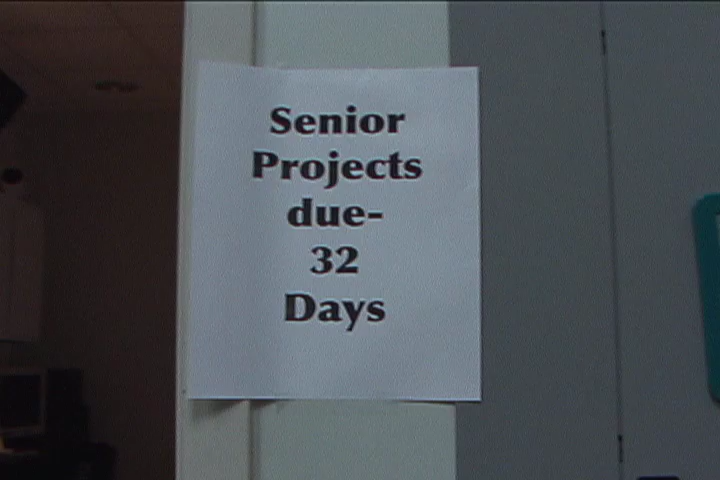 Senior
Projects
due-
32
Days